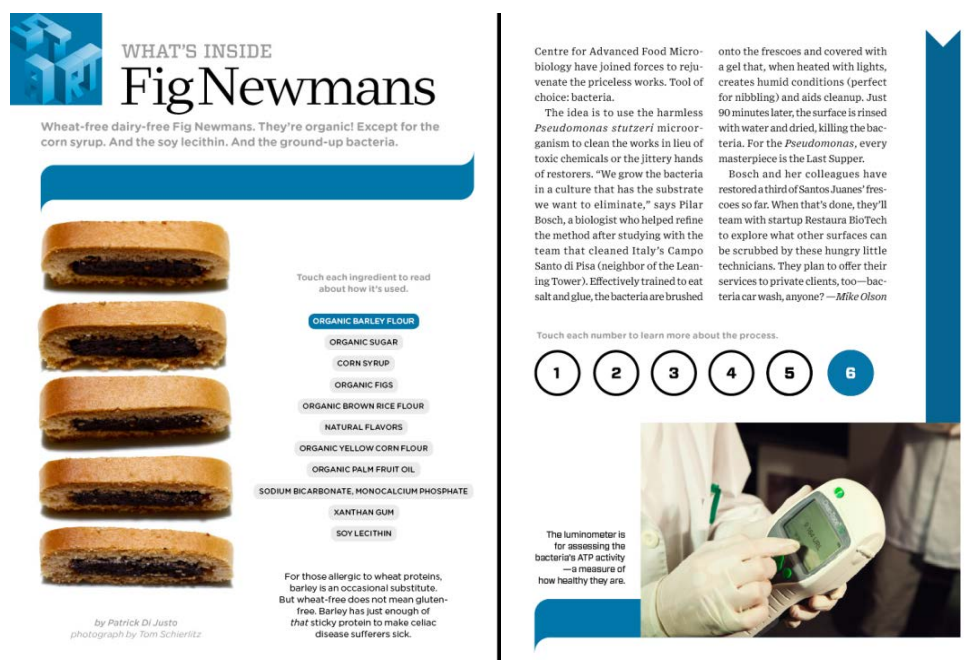 START
WHAT'S INSIDE
Fig Newmans
Wheat-free dairy-free Fig Newmans. They're organic! Except for the
corn syrup. And the soy lecithin. And the ground-up bacteria.
Touch each ingredient to read
about how it's used.
ORGANIC BARLEY FLOUR
ORGANIC SUGAR
CORN SYRUP
ORGANIC FIGS
ORGANIC BROWN RICE FLOUR
NATURAL FLAVORS
ORGANIC YELLOW CORN FLOUR
ORGANIC PALM FRUIT OIL
SODIUM BICARBONATE, MONOCALCIUM PHOSPHATE
XANTHAN GUM
SOY LECITHIN
For those allergic to wheat proteins,
barley is an occasional substitute.
But wheat-free does not mean gluten-
free. Barley has just enough of
that sticky protein to make celiac
disease sufferers sick.
by Patrick Di Justo
photograph by Tom Schierlitz
Centre for Advanced Food Micro-
biology have joined forces to reju-
venate the priceless works. Tool of
choice: bacteria.
The idea is to use the harmless
Pseudomonas stutzeri microor-
ganism to clean the works in lieu of
toxic chemicals or the jittery hands
of restorers. “We grow the bacteria
in a culture that has the substrate
we want to eliminate,” says Pilar
Bosch, a biologist who helped refine
the method after studying with the
team that cleaned Italy's Campo
Santo di Pisa (neighbor of the Lean-
ing Tower). Effectively trained to eat
salt and glue, the bacteria are brushed
onto the frescoes and covered with
a gel that, when heated with lights,
creates humid conditions (perfect
for nibbling) and aids cleanup. Just
90 minutes later, the surface is rinsed
with water and dried, killing the bac-
teria. For the Pseudomonas, every
masterpiece is the Last Supper.
Bosch and her colleagues have
restored a third of Santos Juanes' fres-
coes so far. When that's done, they'll
team with startup Restaura BioTech
to explore what other surfaces can
be scrubbed by these hungry little
technicians. They plan to offer their
services to private clients, too—bac-
teria car wash, anyone? —Mike Olson
Touch each number to learn more about the process.
1 2 3 4 5 6
The luminometer is
for assessing the
bacteria's ATP activity
—a measure of
how healthy they are.